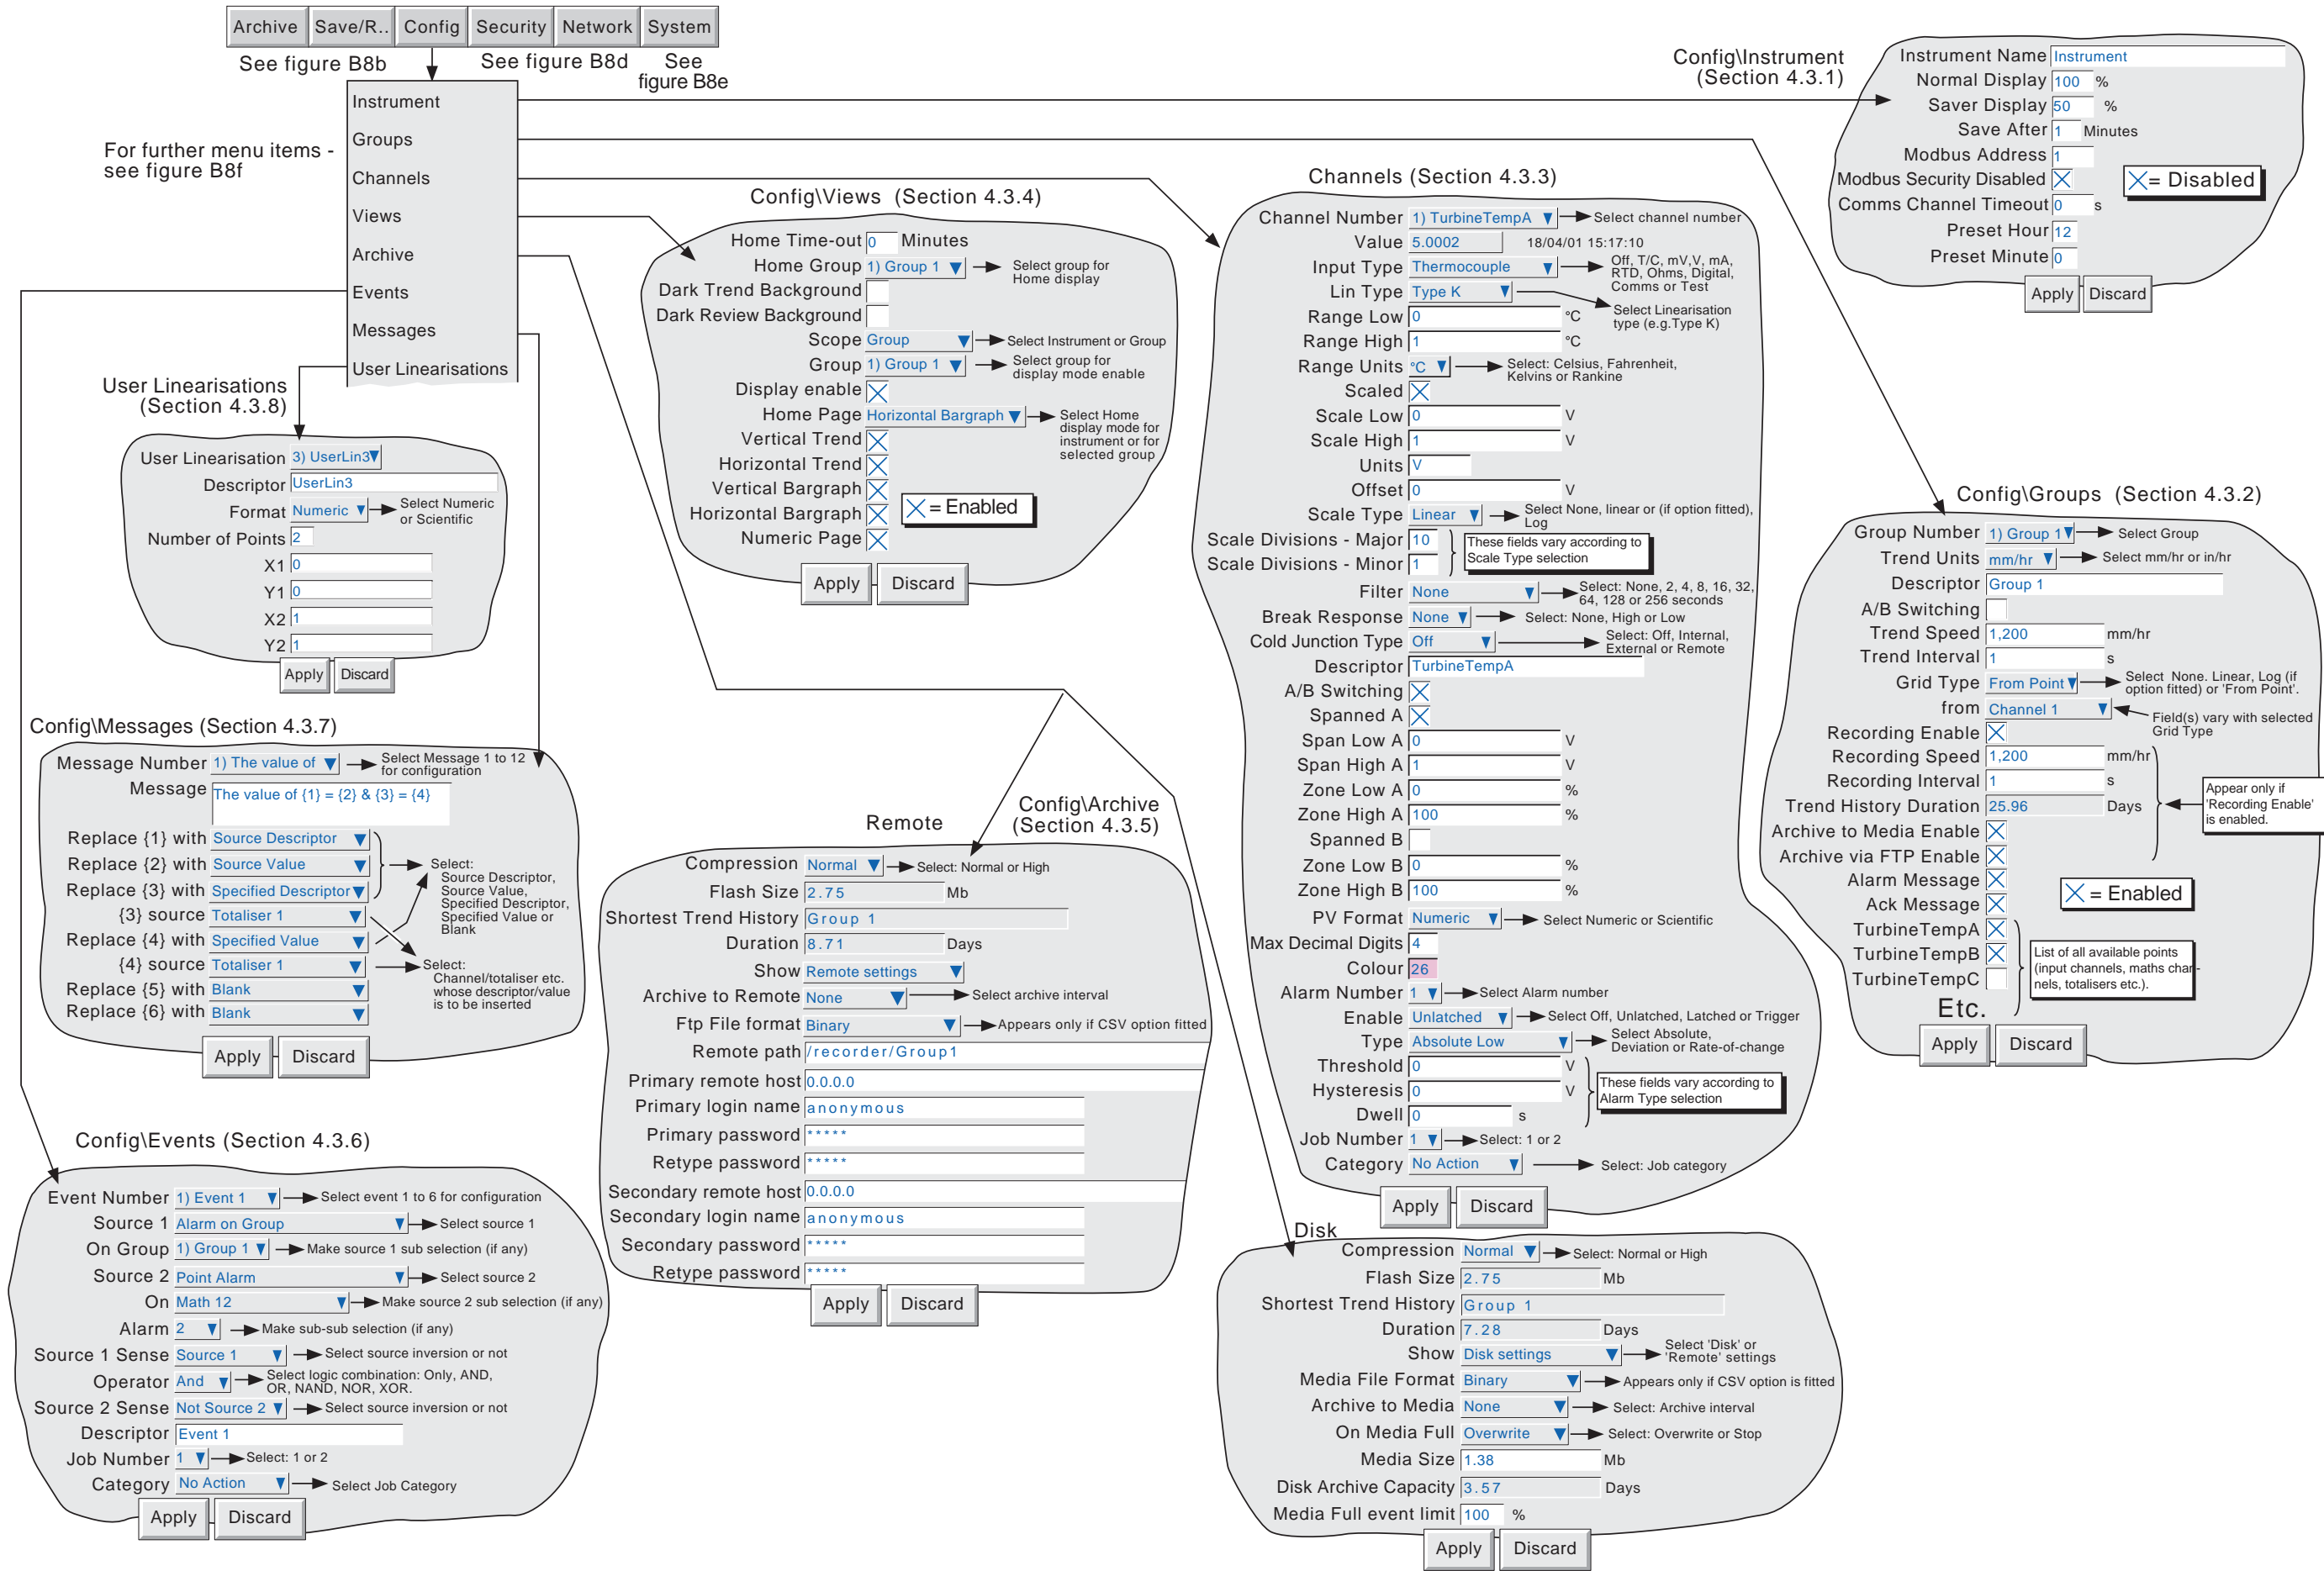 Archive Save/R.. Config Security Network System
See figure B8b
See figure B8d
See
figure B8e
For further menu items -
see figure B8f
Instrument
Groups
Channels
Views
Archive
Events
Messages
User Linearisations
Config\Instrument
(Section 4.3.1)
Instrument Name Instrument
Normal Display 100 %
Saver Display 50 %
Save After 1 Minutes
Modbus Address 1
Modbus Security Disabled
= Disabled
Comms Channel Timeout 0 s
Preset Hour 12
Preset Minute 0
Apply Discard
Config\Views (Section 4.3.4)
Home Time-out 0 Minutes
Home Group 1) Group 1
Select group for
Home display
Dark Trend Background
Dark Review Background
Scope Group
Select Instrument or Group
Group 1) Group 1
Select group for
display mode enable
Display enable
Home Page Horizontal Bargraph
Select Home
display mode for
instrument or for
selected group
Vertical Trend
Horizontal Trend
Vertical Bargraph
Horizontal Bargraph
Numeric Page
= Enabled
Apply Discard
Channels (Section 4.3.3)
Channel Number 1) TurbineTempA Select channel number
Value 5.0002 18/04/01 15:17:10
Input Type Thermocouple
Off, T/C, mV,V, mA,
RTD, Ohms, Digital,
Comms or Test
Lin Type Type K
Select Linearisation
type (e.g.Type K)
Range Low 0 °C
Range High 1 °C
Range Units °C
Select: Celsius, Fahrenheit,
Kelvins or Rankine
Scaled
Scale Low 0 V
Scale High 1 V
Units V
Offset 0 V
Scale Type Linear
Select None, linear or (if option fitted),
Log
Scale Divisions - Major 10
Scale Divisions - Minor 1
These fields vary according to
Scale Type selection
Filter None
Select: None, 2, 4, 8, 16, 32,
64, 128 or 256 seconds
Break Response None Select: None, High or Low
Cold Junction Type Off
Select: Off, Internal,
External or Remote
Descriptor TurbineTempA
A/B Switching
Spanned A
Span Low A 0 V
Span High A 1 V
Zone Low A 0 %
Zone High A 100 %
Spanned B
Zone Low B 0 %
Zone High B 100 %
PV Format Numeric Select Numeric or Scientific
Max Decimal Digits 4
Colour 26
Alarm Number 1 Select Alarm number
Enable Unlatched Select Off, Unlatched, Latched or Trigger
Type Absolute Low
Select Absolute,
Deviation or Rate-of-change
Threshold 0 V
Hysteresis 0 V
Dwell 0 s
These fields vary according to
Alarm Type selection
Job Number 1 Select: 1 or 2
Category No Action Select: Job category
Apply Discard
Config\Groups (Section 4.3.2)
Group Number 1) Group 1 Select Group
Trend Units mm/hr Select mm/hr or in/hr
Descriptor Group 1
A/B Switching
Trend Speed 1,200 mm/hr
Trend Interval 1 s
Grid Type From Point
Select None. Linear, Log (if
option fitted) or 'From Point'.
from Channel 1
Field(s) vary with selected
Grid Type
Recording Enable
Recording Speed 1,200 mm/hr
Recording Interval 1 s
Trend History Duration 25.96 Days
Archive to Media Enable
Archive via FTP Enable
Appear only if
'Recording Enable'
is enabled.
Alarm Message
Ack Message
= Enabled
TurbineTempA
TurbineTempB
TurbineTempC
Etc.
List of all available points
(input channels, maths chan-
nels, totalisers etc.).
Apply Discard
User Linearisations
(Section 4.3.8)
User Linearisation 3) UserLin3
Descriptor UserLin3
Format Numeric
Select Numeric
or Scientific
Number of Points 2
X1 0
Y1 0
X2 1
Y2 1
Apply Discard
Config\Messages (Section 4.3.7)
Message Number 1) The value of
Select Message 1 to 12
for configuration
Message The value of {1} = {2} & {3} = {4}
Replace {1} with Source Descriptor
Replace {2} with Source Value
Replace {3} with Specified Descriptor
Select:
Source Descriptor,
Source Value,
Specified Descriptor,
Specified Value or
Blank
{3} source Totaliser 1
Replace {4} with Specified Value
{4} source Totaliser 1
Select:
Channel/totaliser etc.
whose descriptor/value
is to be inserted
Replace {5} with Blank
Replace {6} with Blank
Apply Discard
Config\Archive
(Section 4.3.5)
Remote
Compression Normal Select: Normal or High
Flash Size 2.75 Mb
Shortest Trend History Group 1
Duration 8.71 Days
Show Remote settings
Archive to Remote None Select archive interval
Ftp File format Binary Appears only if CSV option fitted
Remote path /recorder/Group1
Primary remote host 0.0.0.0
Primary login name anonymous
Primary password *****
Retype password *****
Secondary remote host 0.0.0.0
Secondary login name anonymous
Secondary password *****
Retype password *****
Apply Discard
Config\Events (Section 4.3.6)
Event Number 1) Event 1 Select event 1 to 6 for configuration
Source 1 Alarm on Group Select source 1
On Group 1) Group 1 Make source 1 sub selection (if any)
Source 2 Point Alarm Select source 2
On Math 12 Make source 2 sub selection (if any)
Alarm 2 Make sub-sub selection (if any)
Source 1 Sense Source 1 Select source inversion or not
Operator And
Select logic combination: Only, AND,
OR, NAND, NOR, XOR.
Source 2 Sense Not Source 2 Select source inversion or not
Descriptor Event 1
Job Number 1 Select: 1 or 2
Category No Action Select Job Category
Apply Discard
Disk
Compression Normal Select: Normal or High
Flash Size 2.75 Mb
Shortest Trend History Group 1
Duration 7.28 Days
Show Disk settings
Select 'Disk' or
'Remote' settings
Media File Format Binary Appears only if CSV option is fitted
Archive to Media None Select: Archive interval
On Media Full Overwrite Select: Overwrite or Stop
Media Size 1.38 Mb
Disk Archive Capacity 3.57 Days
Media Full event limit 100 %
Apply Discard